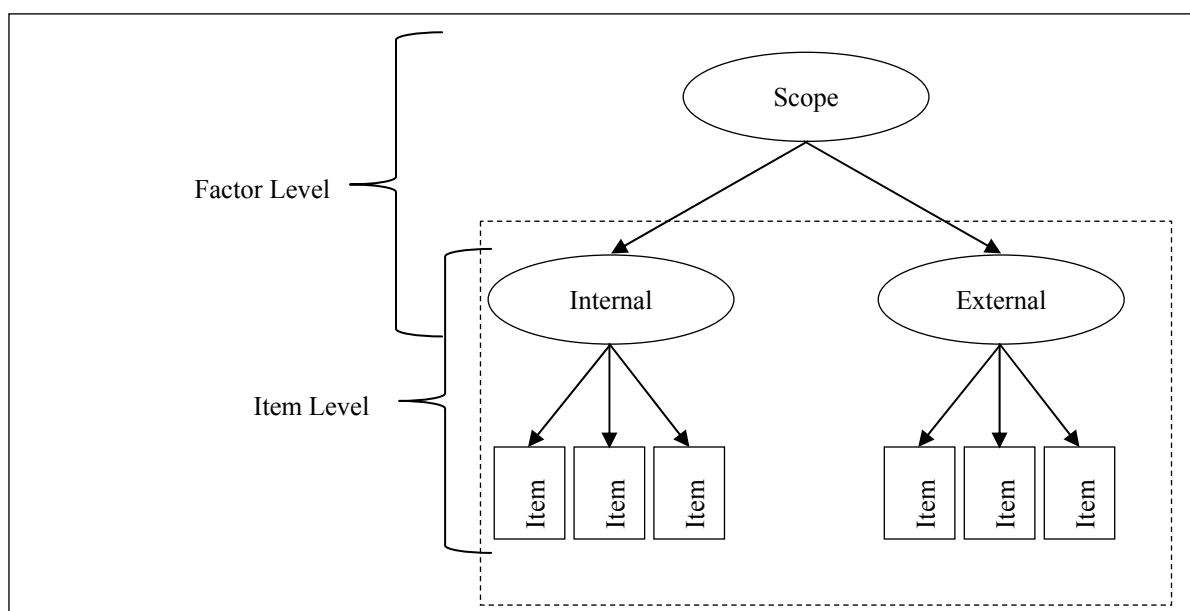 Scope
Factor Level
Internal
External
Item Level
Item
Item
Item
Item
Item
Item